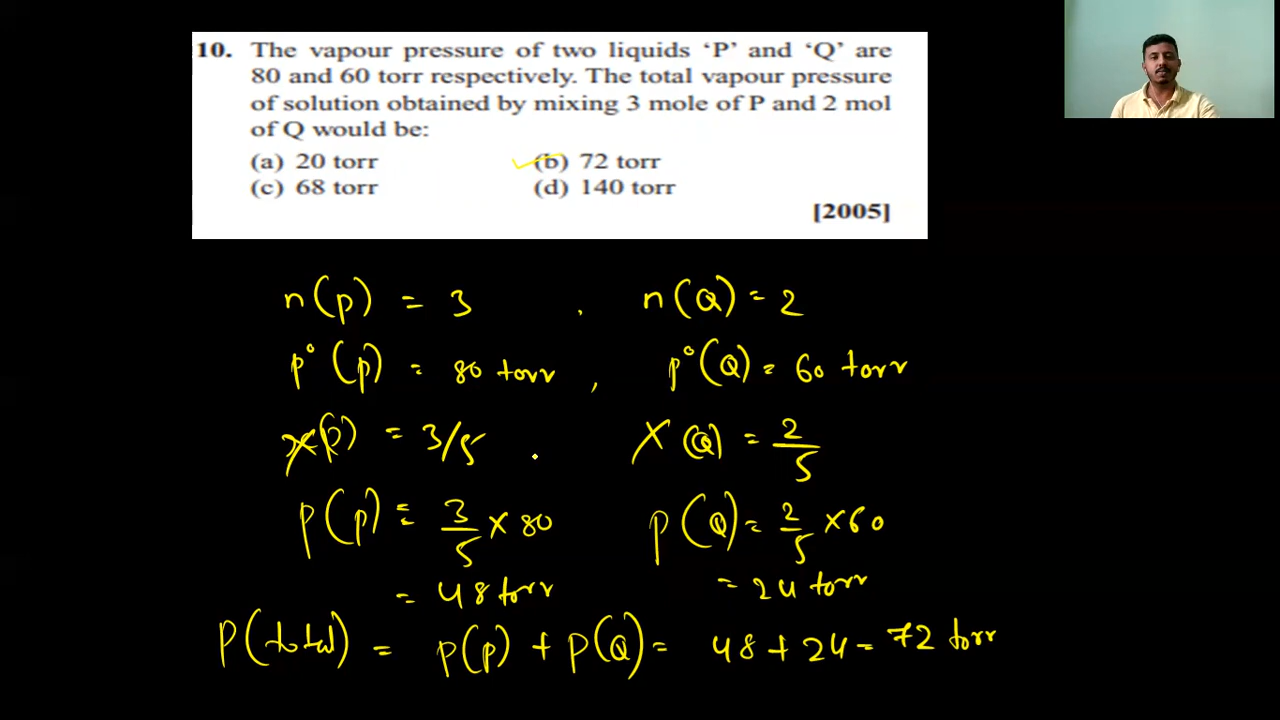 10. The vapour pressure of two liquids ‘P’ and ‘Q’ are
80 and 60 torr respectively. The total vapour pressure
of solution obtained by mixing 3 mole of P and 2 mol
of Q would be:
(a) 20 torr (b) 72 torr
(c) 68 torr (d) 140 torr
[2005]
n(p) = 3 , n(Q) = 2
p°(p) = 80 torr , p°(Q) = 60 torr
x(p) = 3/5 . X(Q) = 2/5
p(p) = 3/5 × 80 p(Q) = 2/5 × 60
= 48 torr = 24 torr
P(total) = p(p) + p(Q) = 48 + 24 = 72 torr